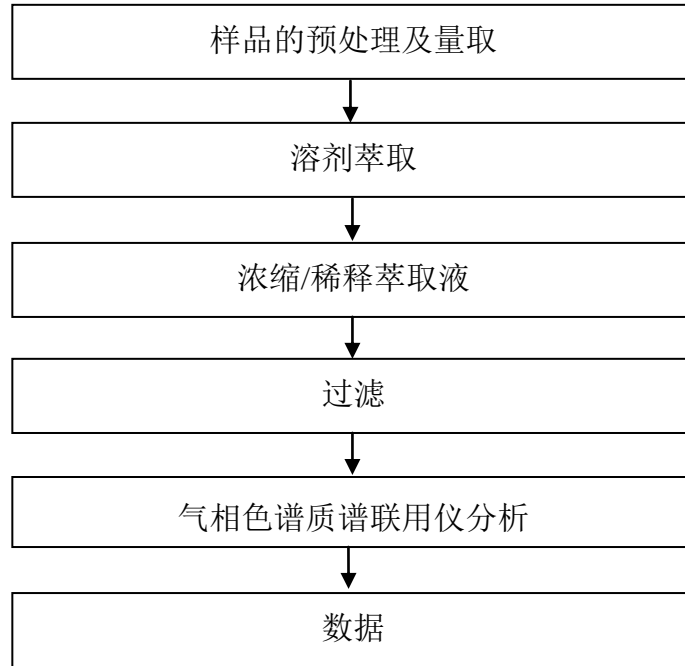 样品的预处理及量取
溶剂萃取
浓缩/稀释萃取液
过滤
气相色谱质谱联用仪分析
数据